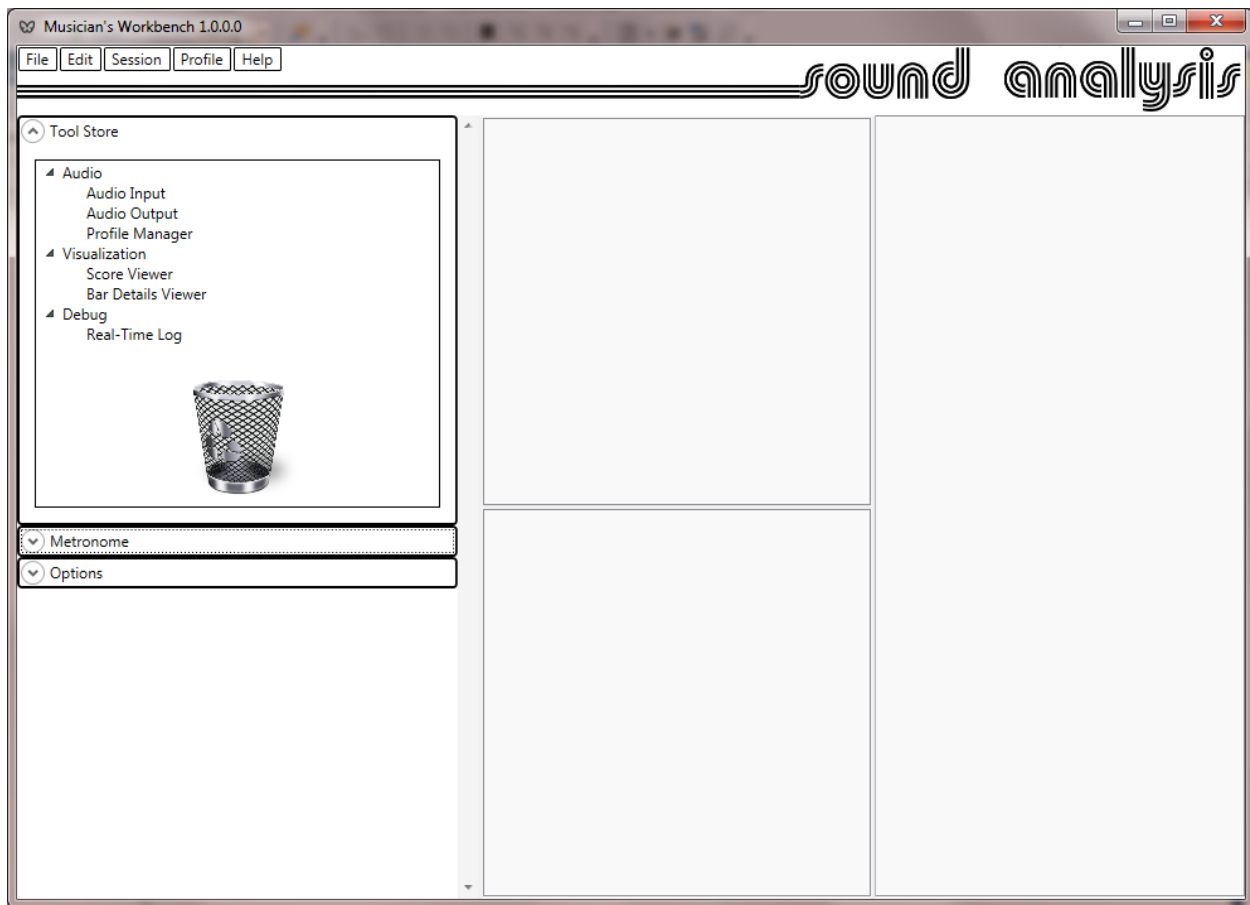 Musician's Workbench 1.0.0.0
File Edit Session Profile Help
sound analysis
Tool Store
Audio
Audio Input
Audio Output
Profile Manager
Visualization
Score Viewer
Bar Details Viewer
Debug
Real-Time Log
Metronome
Options